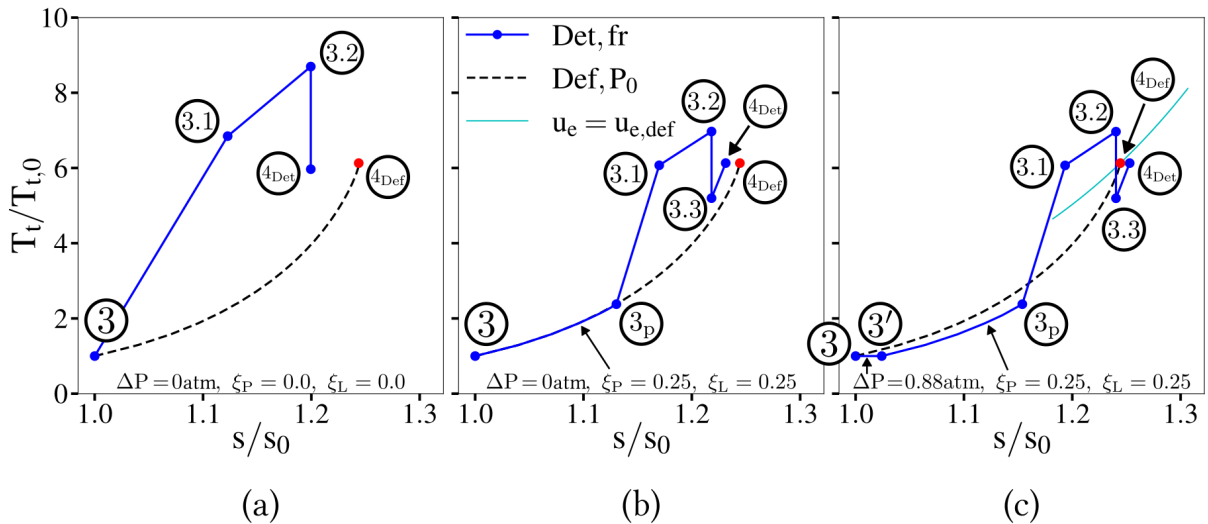 10
8
6
4
2
0
T_t/T_t,0
3.2
3.1
4_Det
4_Def
3
ΔP = 0atm, ξ_P = 0.0, ξ_L = 0.0
1.0 1.1 1.2 1.3
s/s_0
(a)
Det, fr
Def, P_0
u_e = u_e,def
3.2
4_Det
3.1
3.3
4_Def
3
3_p
ΔP = 0atm, ξ_P = 0.25, ξ_L = 0.25
1.0 1.1 1.2 1.3
s/s_0
(b)
4_Def
3.2
3.1
4_Det
3.3
3
3′
3_p
ΔP = 0.88atm, ξ_P = 0.25, ξ_L = 0.25
1.0 1.1 1.2 1.3
s/s_0
(c)